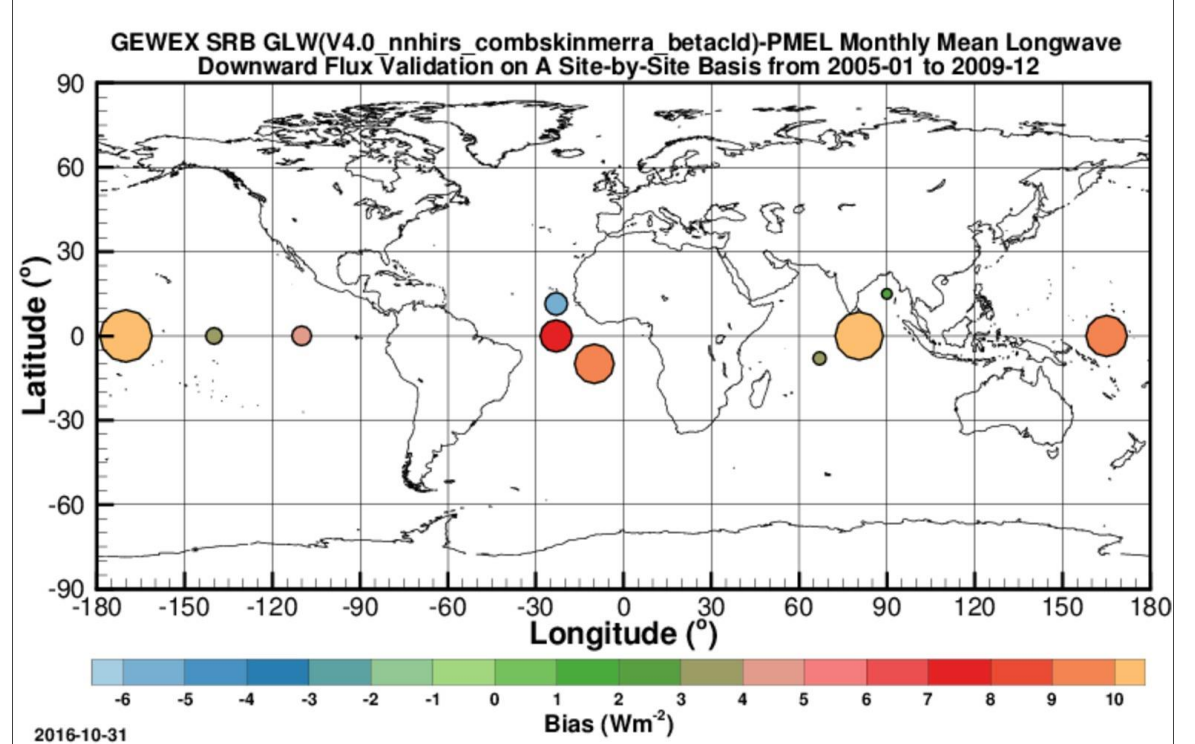 GEWEX SRB GLW(V4.0_nnhirs_combskinmerra_betacld)-PMEL Monthly Mean Longwave
Downward Flux Validation on A Site-by-Site Basis from 2005-01 to 2009-12
90
60
30
0
-30
-60
-90
Latitude (°)
-180 -150 -120 -90 -60 -30 0 30 60 90 120 150 180
Longitude (°)
-6 -5 -4 -3 -2 -1 0 1 2 3 4 5 6 7 8 9 10
Bias (Wm⁻²)
2016-10-31